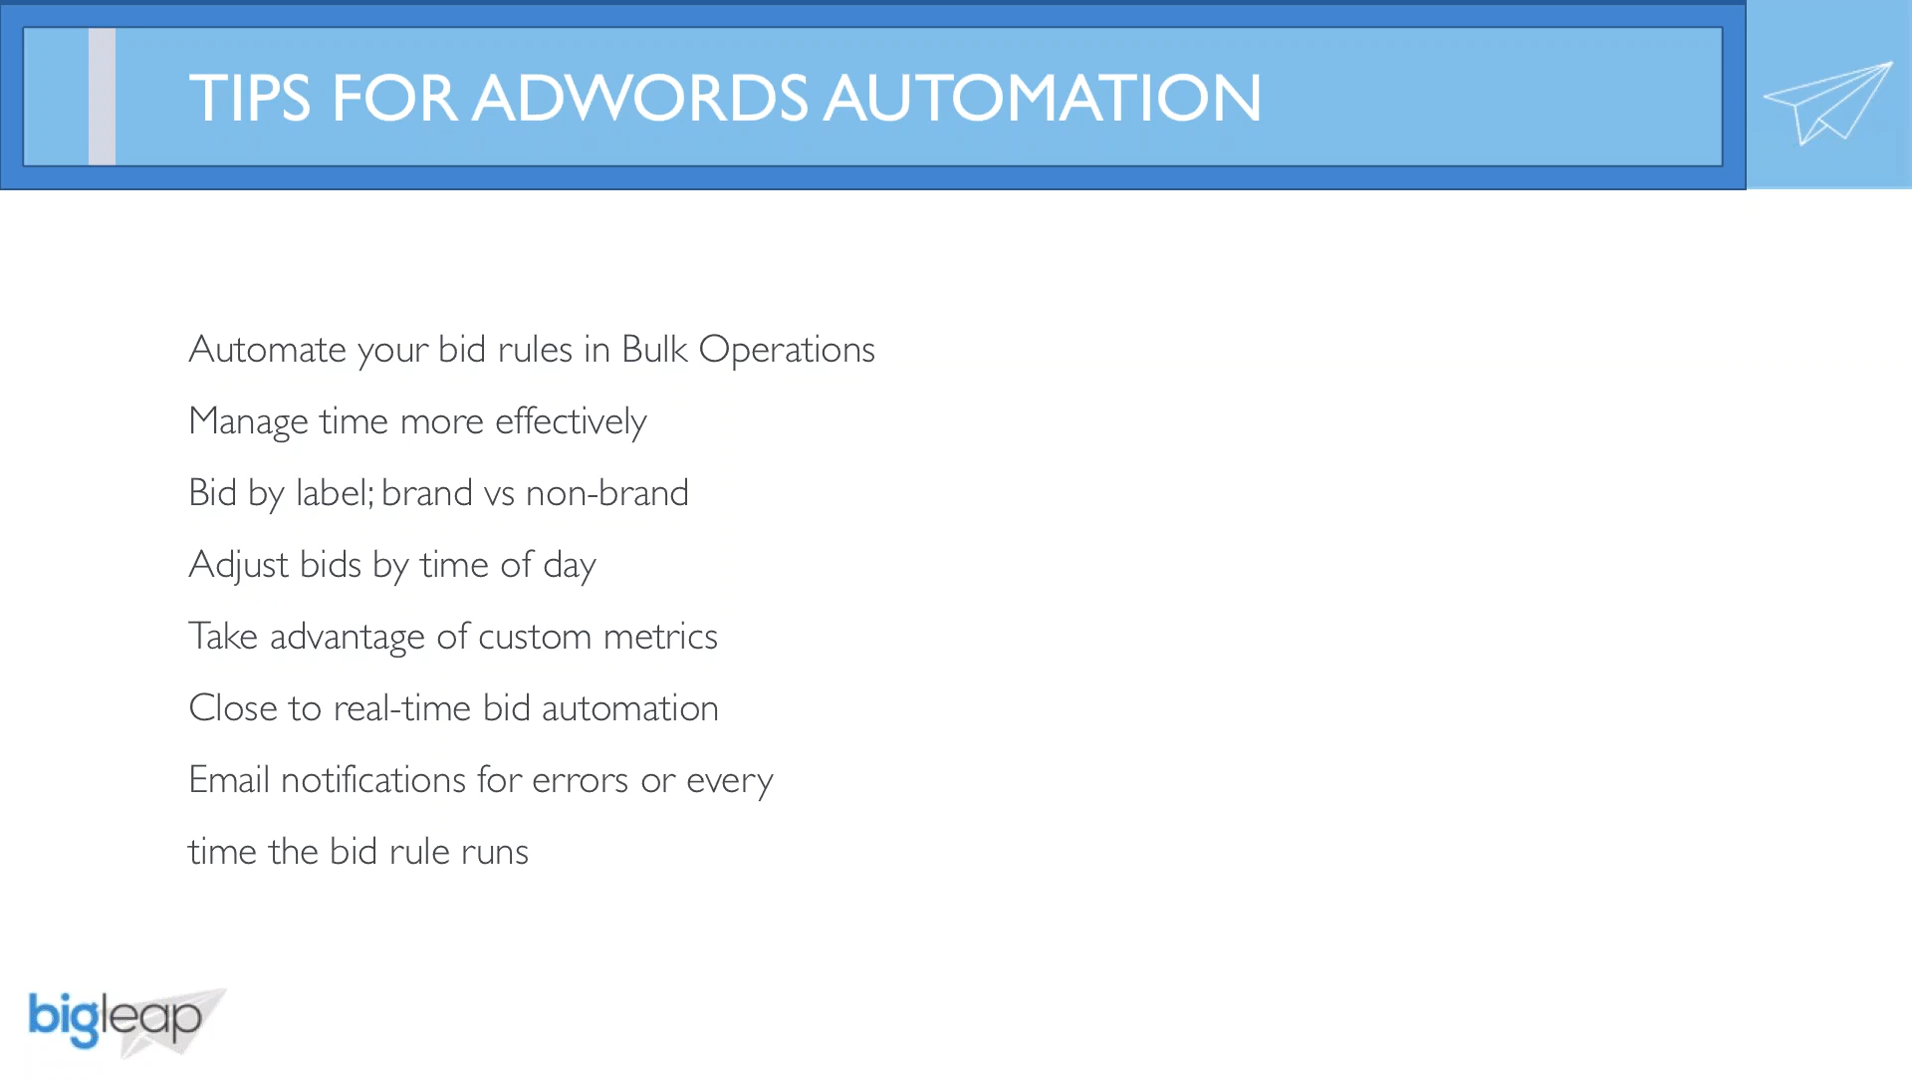 TIPS FOR ADWORDS AUTOMATION
Automate your bid rules in Bulk Operations
Manage time more effectively
Bid by label; brand vs non-brand
Adjust bids by time of day
Take advantage of custom metrics
Close to real-time bid automation
Email notifications for errors or every
time the bid rule runs
bigleap